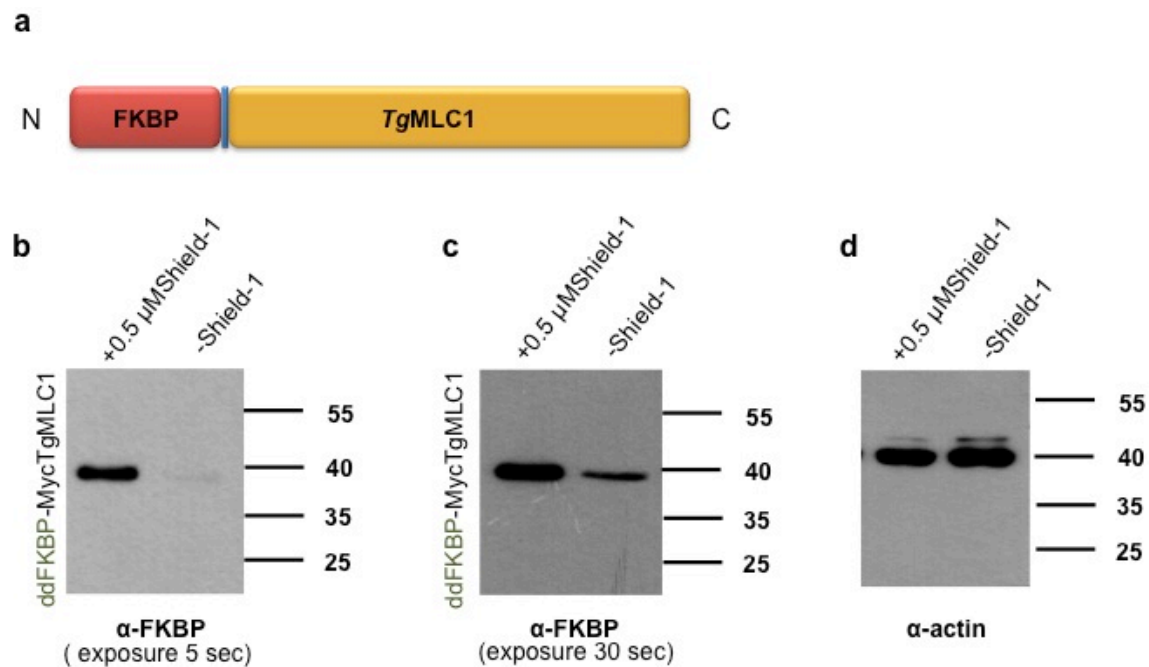 a
N FKBP TgMLC1 C
b
+0.5 µMShield-1
-Shield-1
ddFKBP-MycTgMLC1
55
40
35
25
α-FKBP
( exposure 5 sec)
c
+0.5 µMShield-1
-Shield-1
ddFKBP-MycTgMLC1
55
40
35
25
α-FKBP
(exposure 30 sec)
d
+0.5 µMShield-1
-Shield-1
55
40
35
25
α-actin